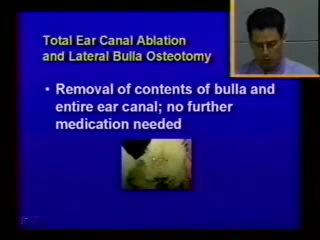 Total Ear Canal Ablation
and Lateral Bulla Osteotomy
• Removal of contents of bulla and
entire ear canal; no further
medication needed